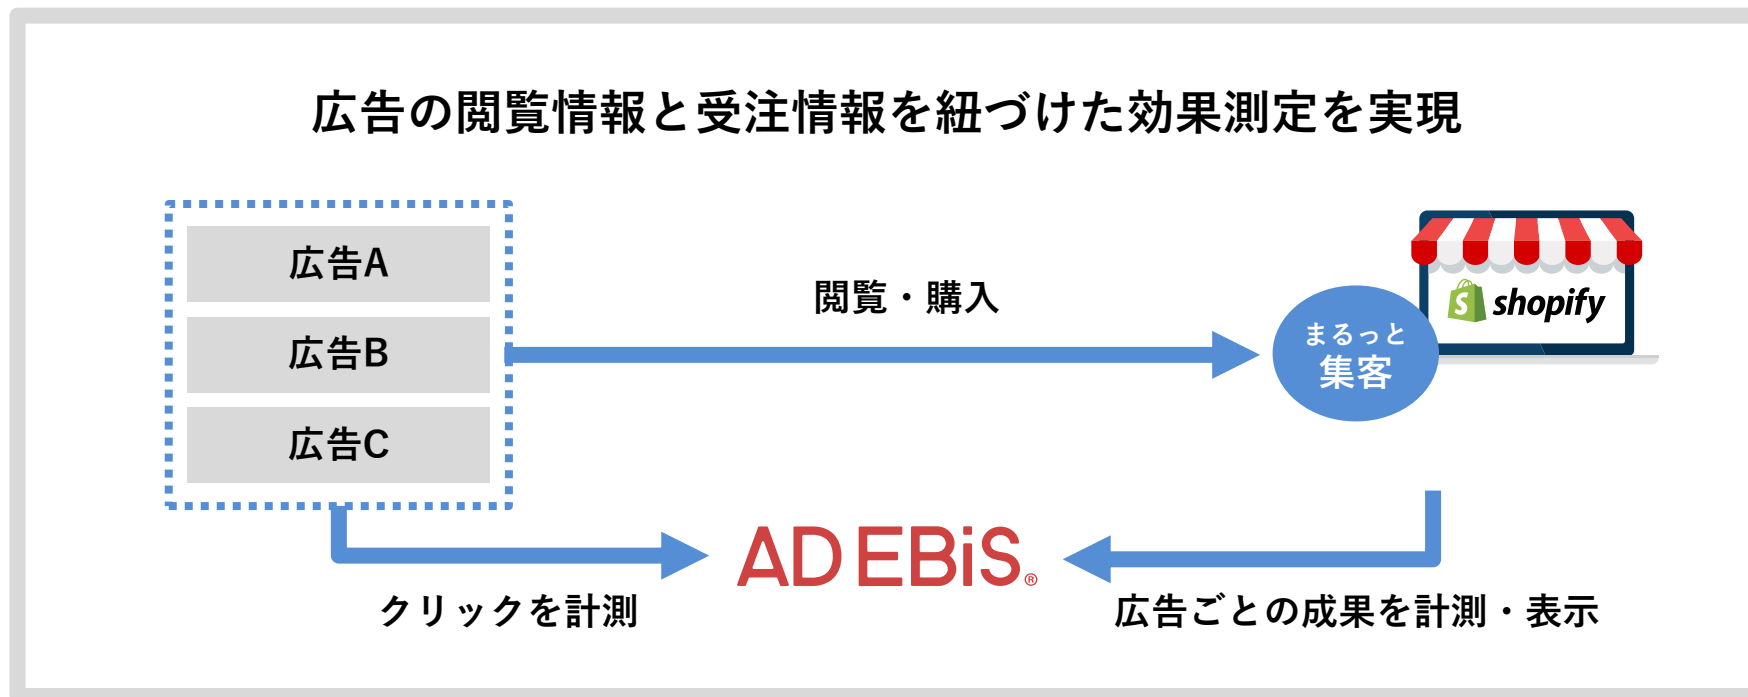 広告の閲覧情報と受注情報を紐づけた効果測定を実現
広告A
広告B
広告C
閲覧・購入
まるっと
集客
shopify
AD EBiS®
クリックを計測
広告ごとの成果を計測・表示